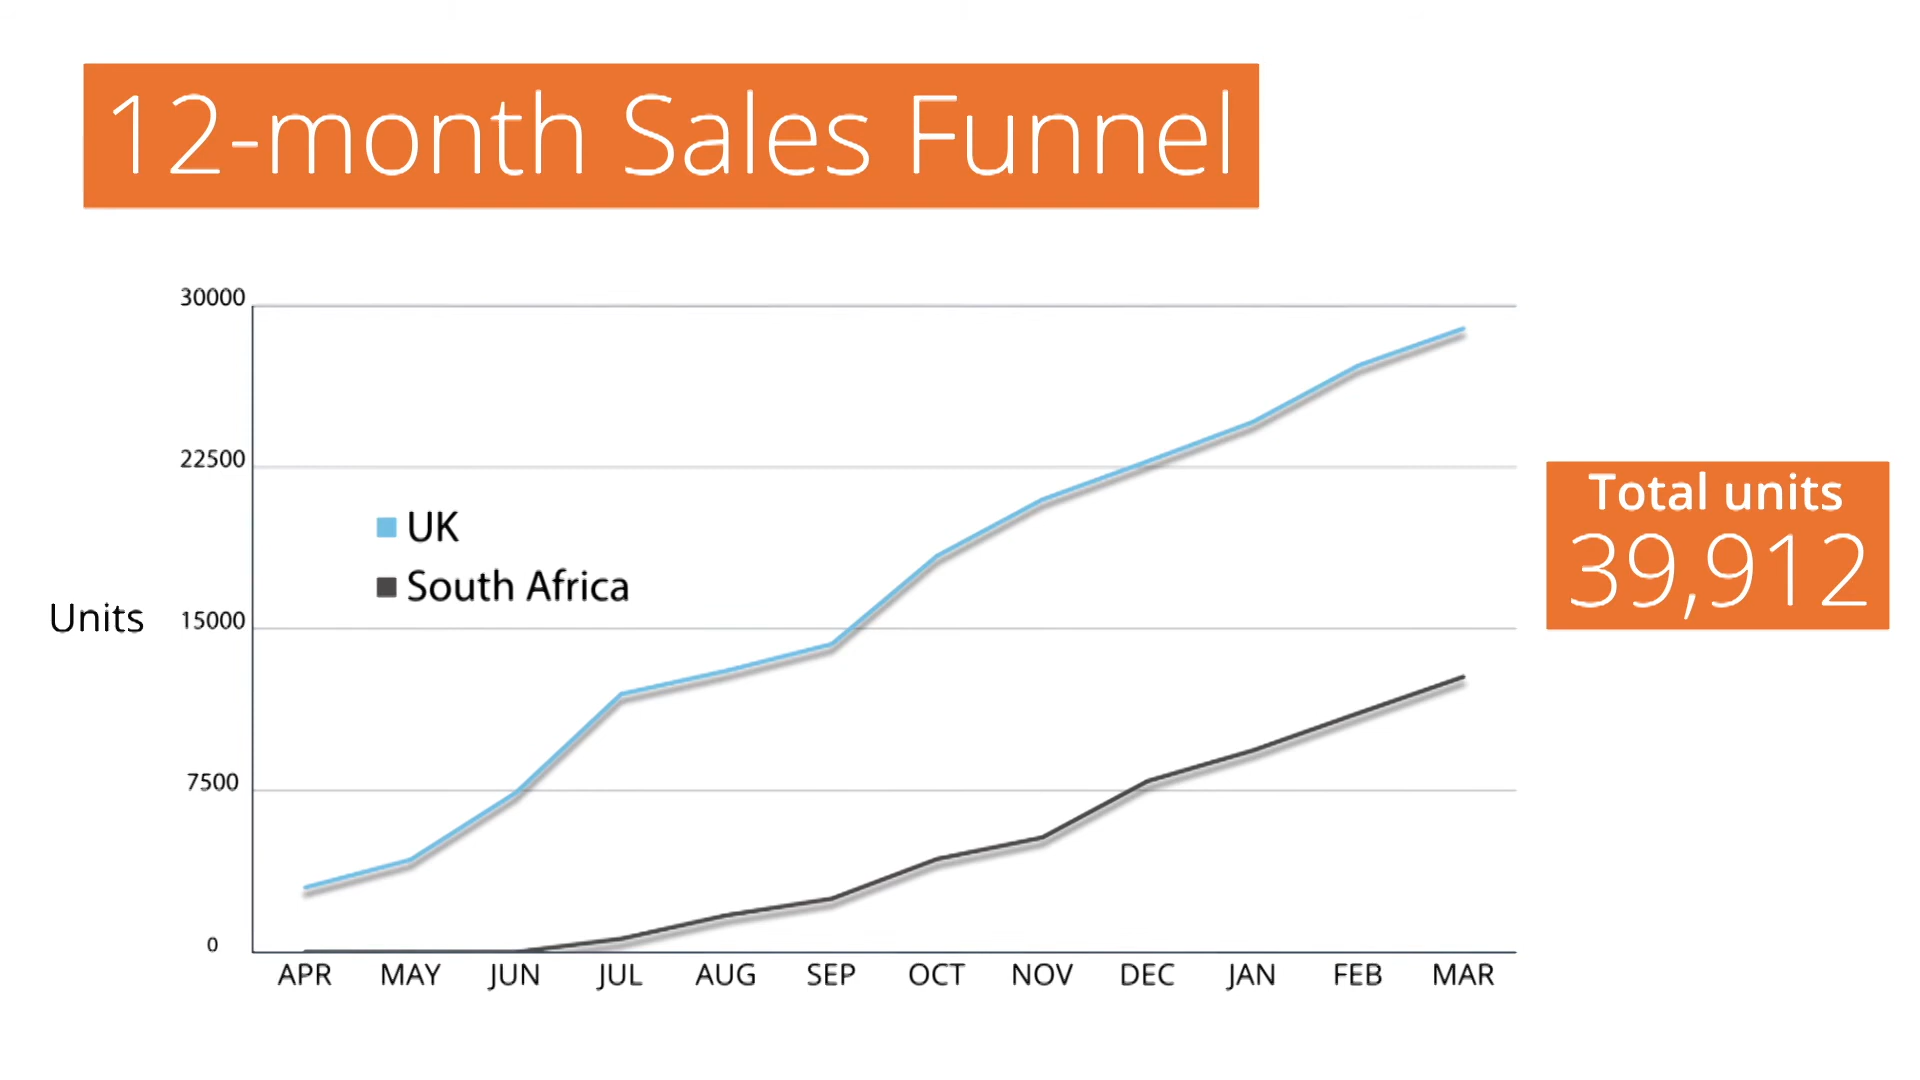 12-month Sales Funnel
30000
22500
UK
South Africa
Units
15000
7500
0
APR MAY JUN JUL AUG SEP OCT NOV DEC JAN FEB MAR
Total units
39,912